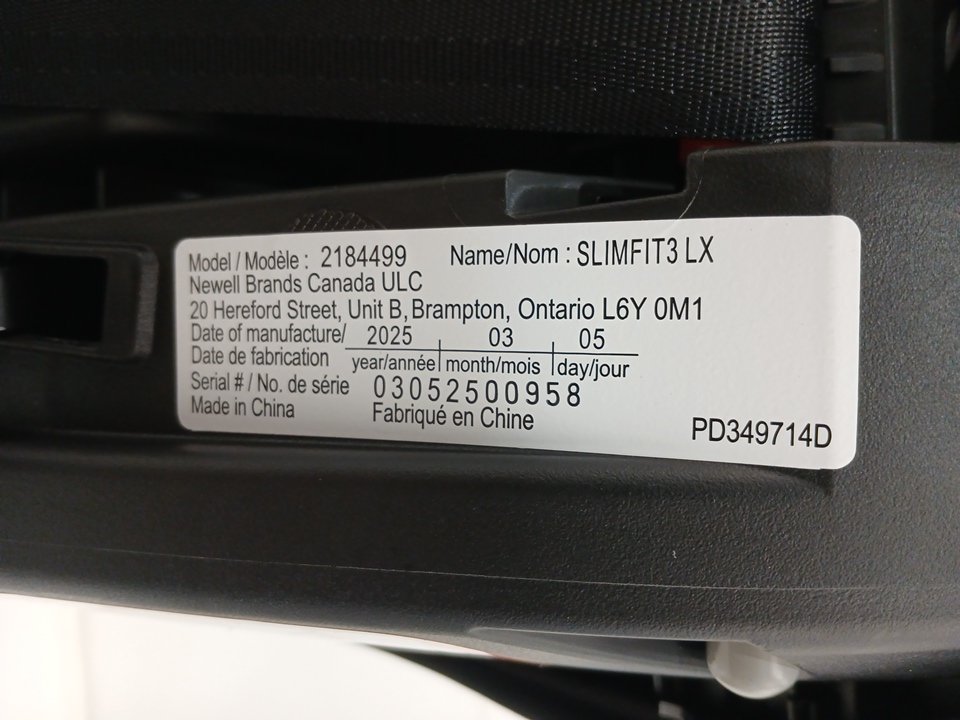 Model / Modèle : 2184499 Name/Nom : SLIMFIT3 LX
Newell Brands Canada ULC
20 Hereford Street, Unit B, Brampton, Ontario L6Y 0M1
Date of manufacture/ 2025 03 05
Date de fabrication year/année month/mois day/jour
Serial # / No. de série 03052500958
Made in China Fabriqué en Chine
PD349714D